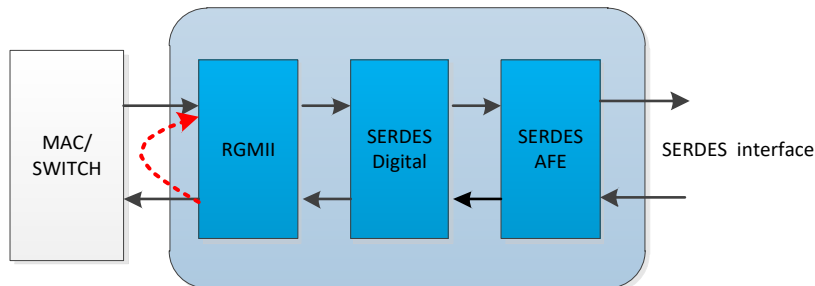 MAC/
SWITCH
RGMII
SERDES
Digital
SERDES
AFE
SERDES interface